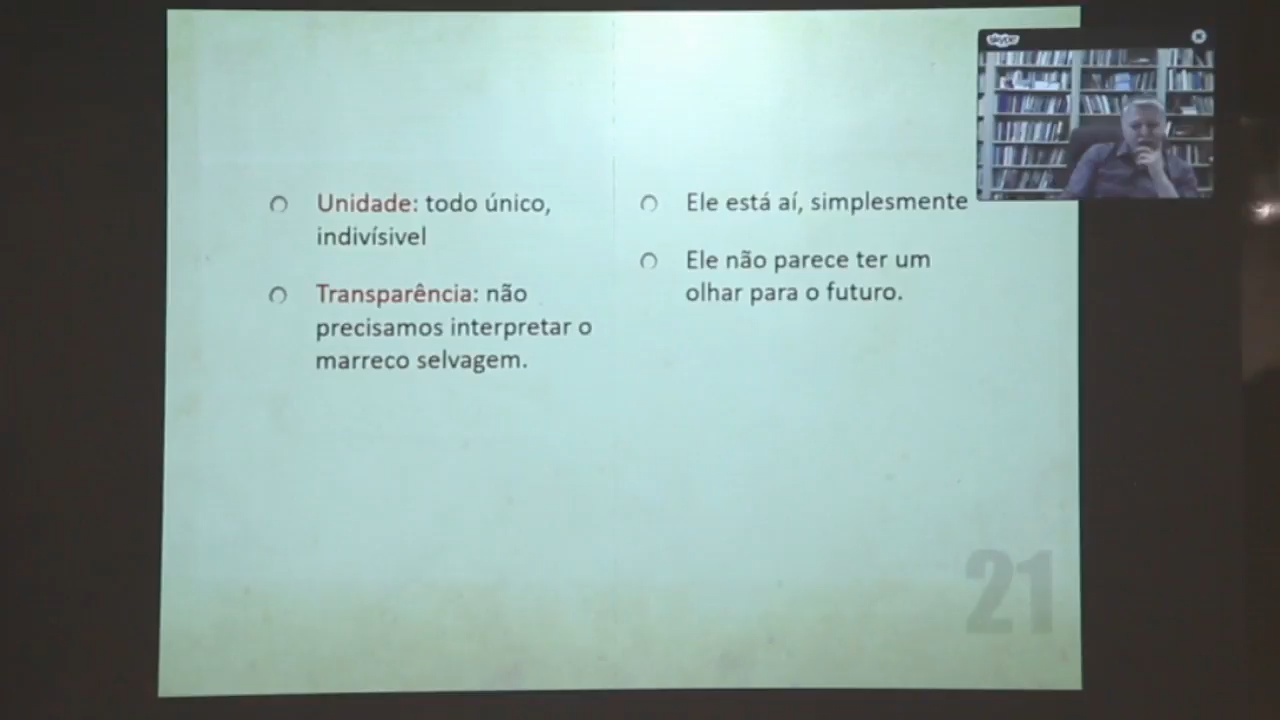 Unidade: todo único,
indivísivel
Transparência: não
precisamos interpretar o
marreco selvagem.
Ele está aí, simplesmente
Ele não parece ter um
olhar para o futuro.
skype
21